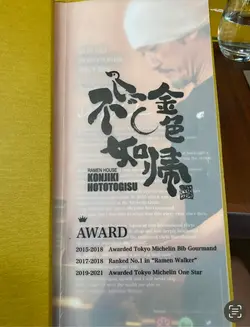 金色
不如帰
RAMEN HOUSE
KONJIKI
HOTOTOGISU
AWARD
2015-2018 Awarded Tokyo Michelin Bib Gourmand
2017-2018 Ranked No.1 in "Ramen Walker"
2019-2021 Awarded Tokyo Michelin One Star